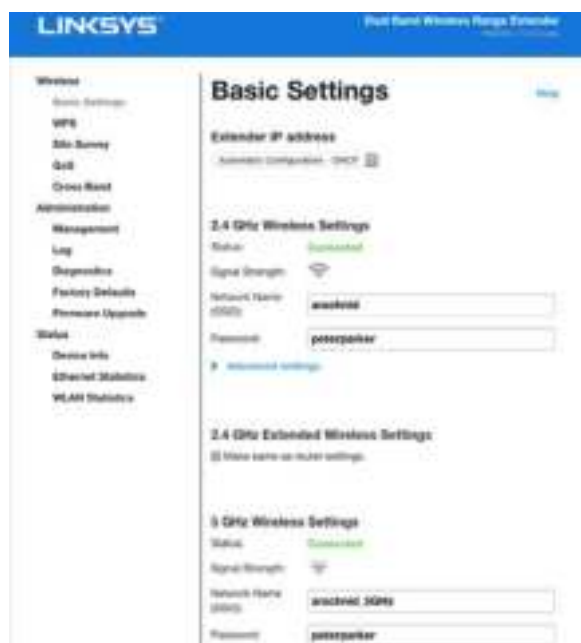 LINKSYS
Dual Band Wireless Range Extender
Wireless
Basic Settings
WPS
Site Survey
QoS
Cross Band
Administration
Management
Log
Diagnostics
Factory Defaults
Firmware Upgrade
Status
Device Info
Ethernet Statistics
WLAN Statistics
Basic Settings
Help
Extender IP address
Automatic Configuration - DHCP
2.4 GHz Wireless Settings
Status: Connected
Signal Strength:
Network Name
(SSID):
Password: peterparker
Advanced settings
2.4 GHz Extended Wireless Settings
Make same as router settings.
5 GHz Wireless Settings
Status: Connected
Signal Strength:
Network Name
(SSID):
Password: peterparker